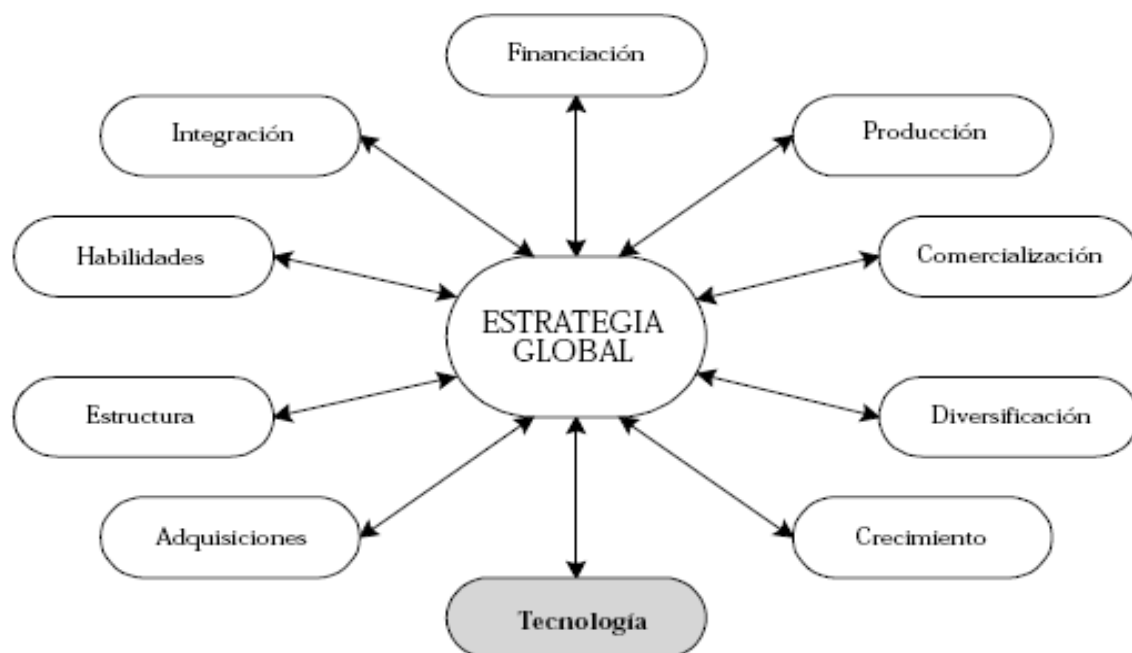 Financiación
Integración
Producción
Habilidades
Comercialización
ESTRATEGIA
GLOBAL
Estructura
Diversificación
Adquisiciones
Crecimiento
Tecnología